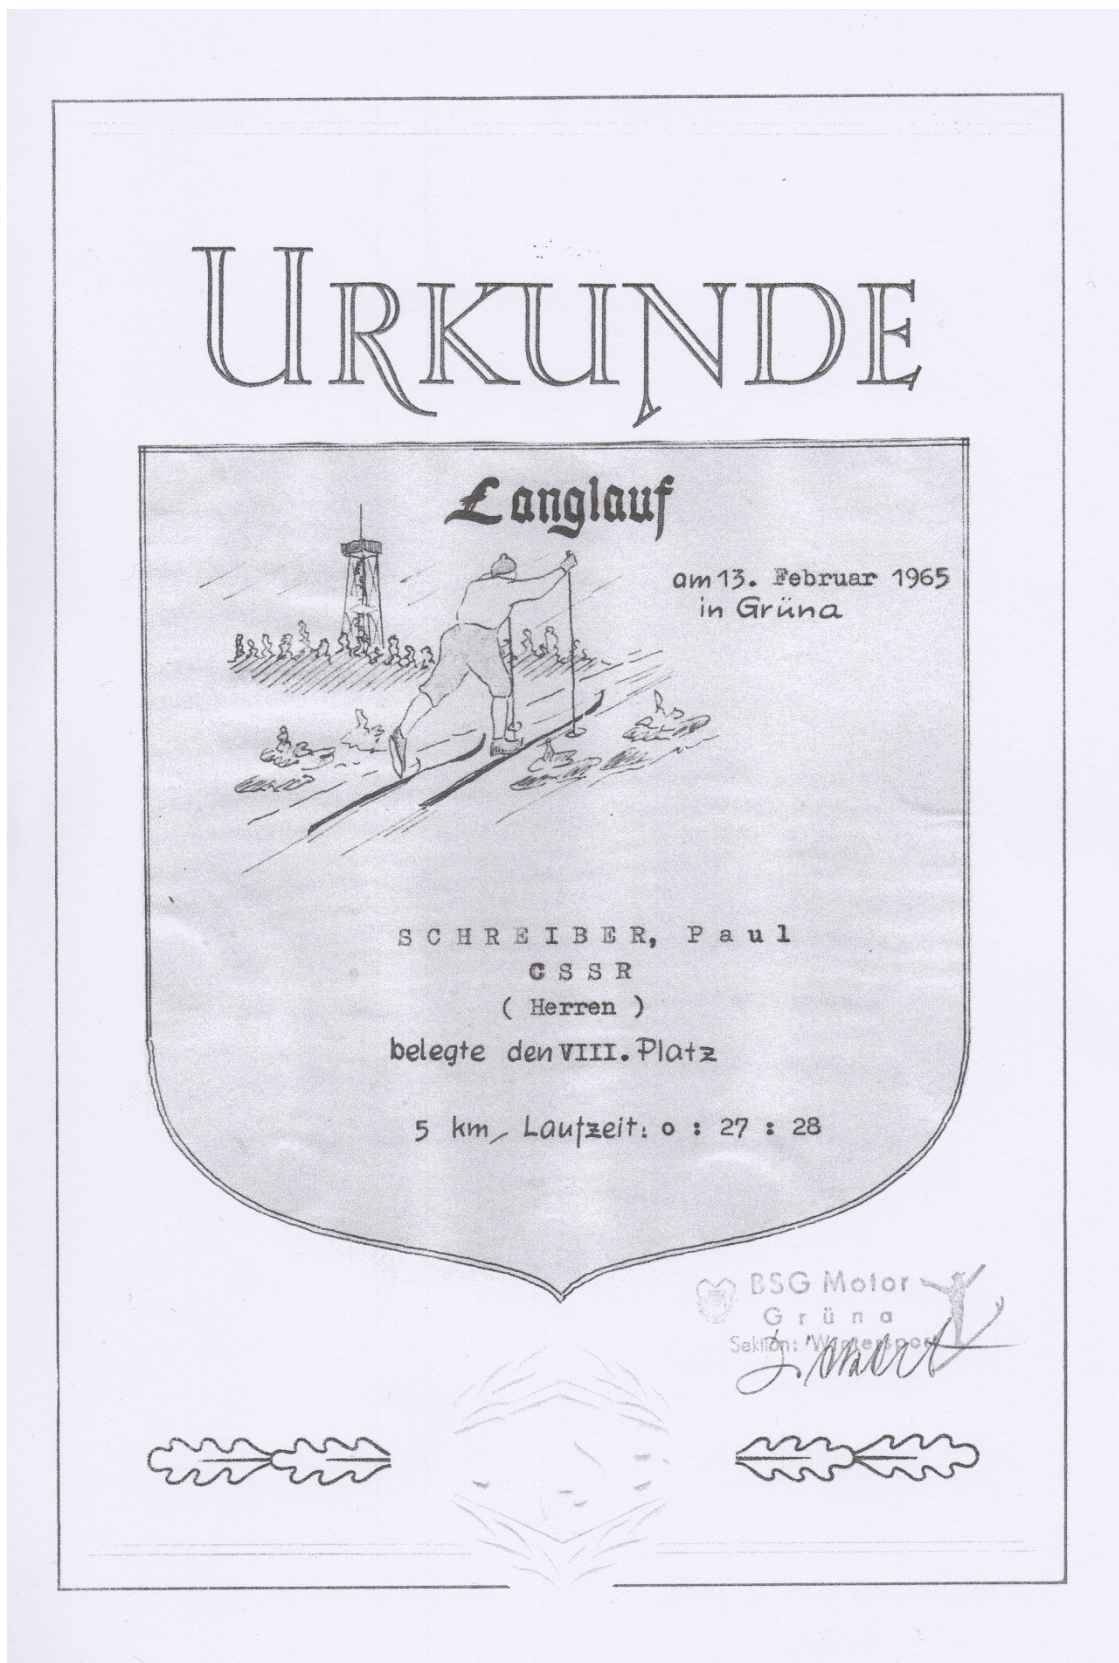 URKUNDE
Langlauf
am 13. Februar 1965
in Grüna
SCHREIBER, Paul
CSSR
( Herren )
belegte den VIII. Platz
5 km, Laufzeit: 0 : 27 : 28
BSG Motor
Grüna
Sektion: Wintersport